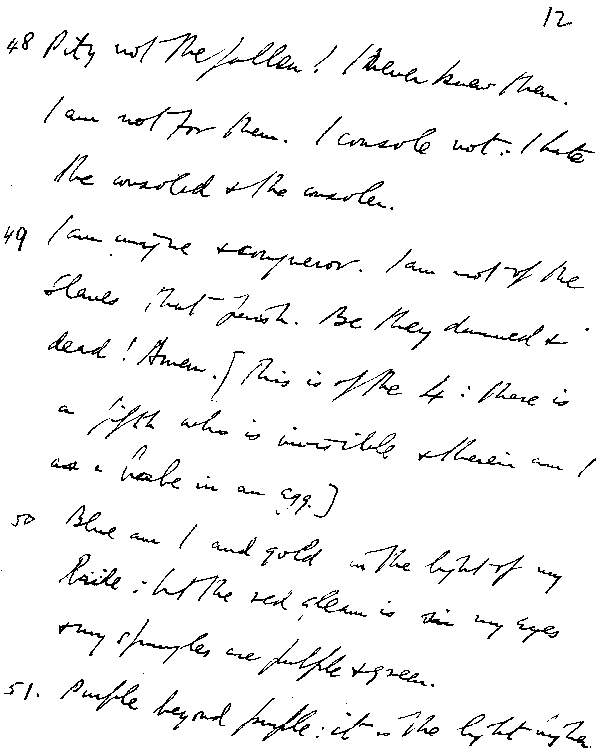 12
48 Pity not the fallen! I never knew them.
I am not for them. I console not: I hate
the consoled & the consoler.
49 I am unique & conqueror. I am not of the
slaves that perish. Be they damned &
dead! Amen. [This is of the 4: there is
a fifth who is invisible & therein am I
as a babe in an egg.]
50 Blue am I and gold in the light of my
bride: but the red gleam is in my eyes
& my spangles are purple & green.
51. Purple beyond purple: it is the light higher